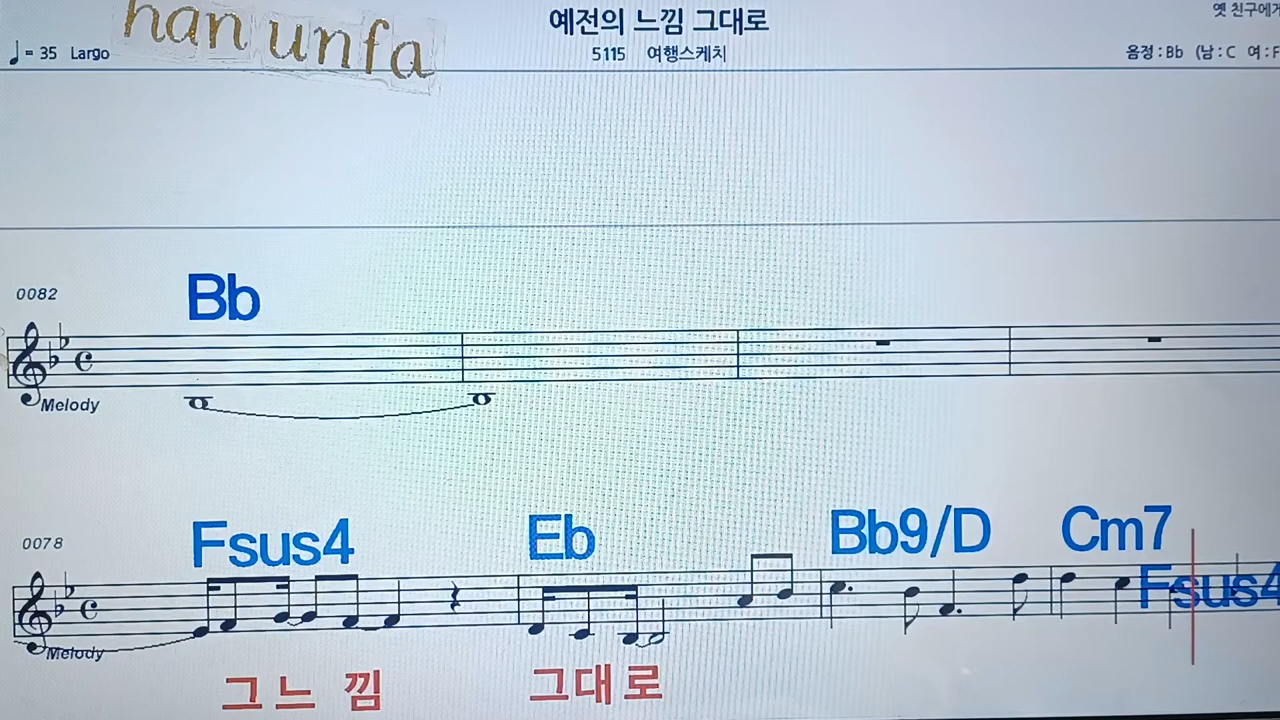 han unfa
예전의 느낌 그대로
옛 친구에게
♩= 35 Largo
5115 여행스케치
음정 : Bb (남 : C 여 : F
0082
Bb
Melody
0078
Fsus4 Eb Bb9/D Cm7 Fsus4
Melody
그 느 낌 그 대 로